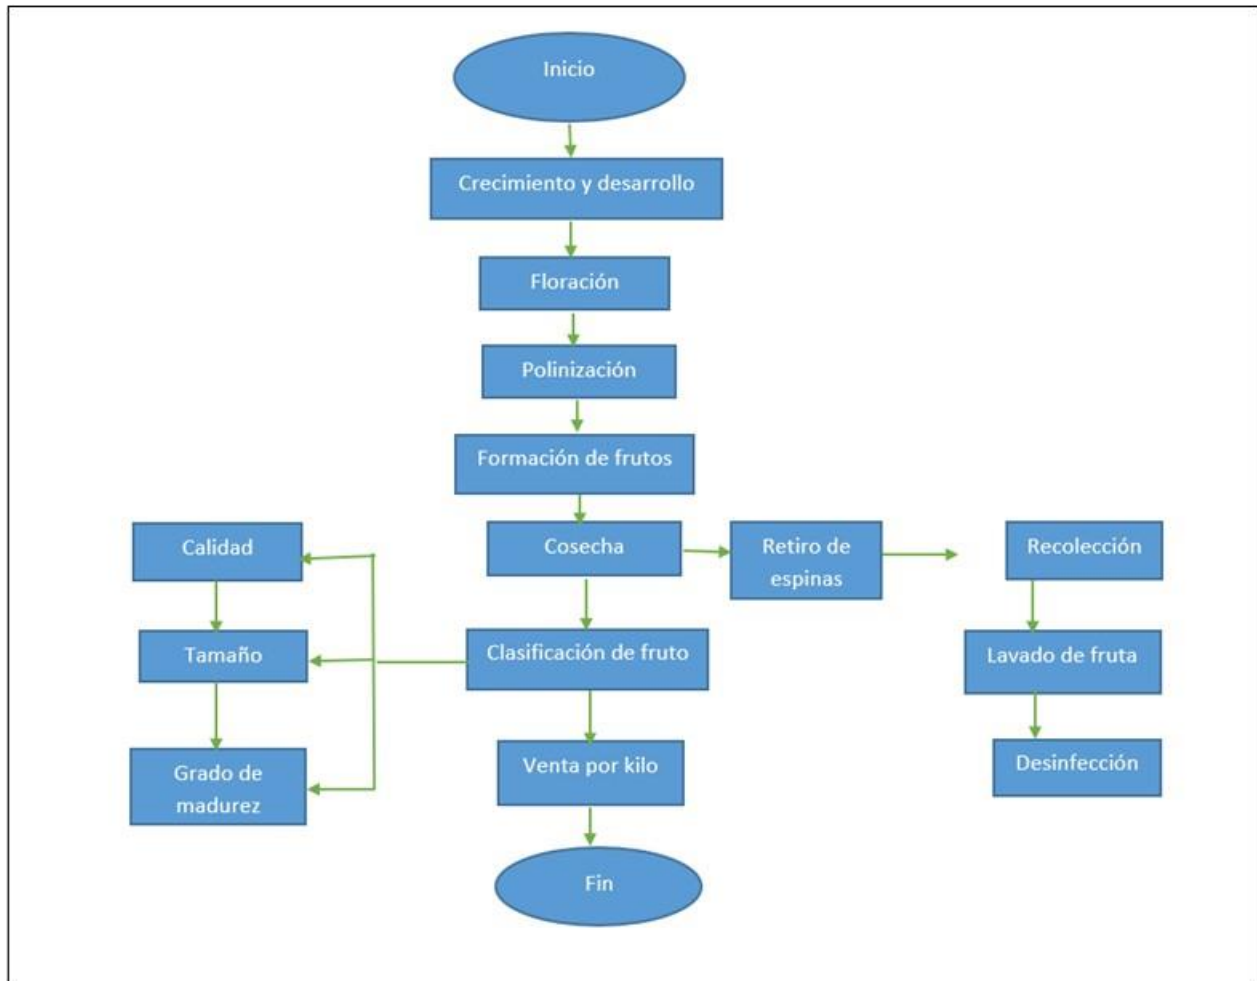 Inicio
Crecimiento y desarrollo
Floración
Polinización
Formación de frutos
Cosecha
Retiro de
espinas
Recolección
Lavado de fruta
Desinfección
Clasificación de fruto
Calidad
Tamaño
Grado de
madurez
Venta por kilo
Fin